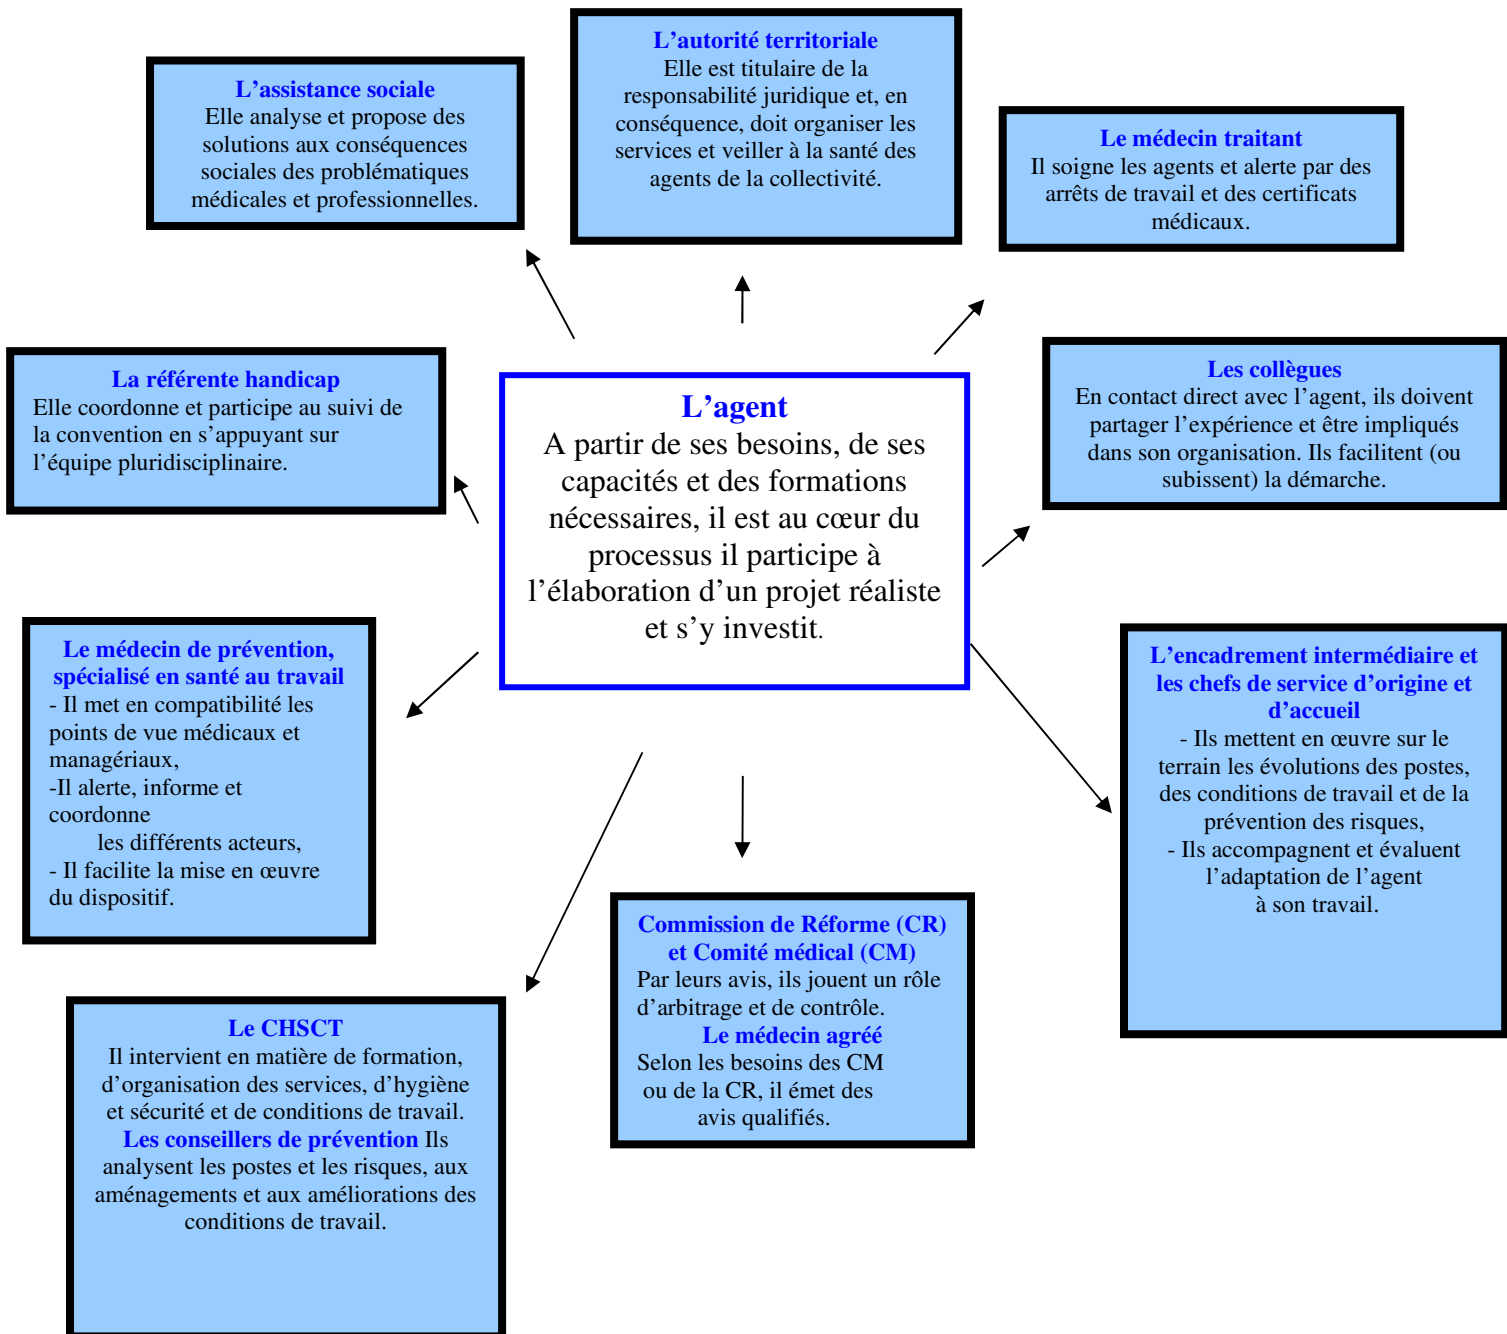 L'autorité territoriale
Elle est titulaire de la
responsabilité juridique et, en
conséquence, doit organiser les
services et veiller à la santé des
agents de la collectivité.
L'assistance sociale
Elle analyse et propose des
solutions aux conséquences
sociales des problématiques
médicales et professionnelles.
Le médecin traitant
Il soigne les agents et alerte par des
arrêts de travail et des certificats
médicaux.
La référente handicap
Elle coordonne et participe au suivi de
la convention en s'appuyant sur
l'équipe pluridisciplinaire.
L'agent
A partir de ses besoins, de ses
capacités et des formations
nécessaires, il est au cœur du
processus il participe à
l'élaboration d'un projet réaliste
et s'y investit.
Les collègues
En contact direct avec l'agent, ils doivent
partager l'expérience et être impliqués
dans son organisation. Ils facilitent (ou
subissent) la démarche.
Le médecin de prévention,
spécialisé en santé au travail
- Il met en compatibilité les
points de vue médicaux et
managériaux,
-Il alerte, informe et
coordonne
les différents acteurs,
- Il facilite la mise en œuvre
du dispositif.
L'encadrement intermédiaire et
les chefs de service d'origine et
d'accueil
- Ils mettent en œuvre sur le
terrain les évolutions des postes,
des conditions de travail et de la
prévention des risques,
- Ils accompagnent et évaluent
l'adaptation de l'agent
à son travail.
Commission de Réforme (CR)
et Comité médical (CM)
Par leurs avis, ils jouent un rôle
d'arbitrage et de contrôle.
Le médecin agréé
Selon les besoins des CM
ou de la CR, il émet des
avis qualifiés.
Le CHSCT
Il intervient en matière de formation,
d'organisation des services, d'hygiène
et sécurité et de conditions de travail.
Les conseillers de prévention Ils
analysent les postes et les risques, aux
aménagements et aux améliorations des
conditions de travail.